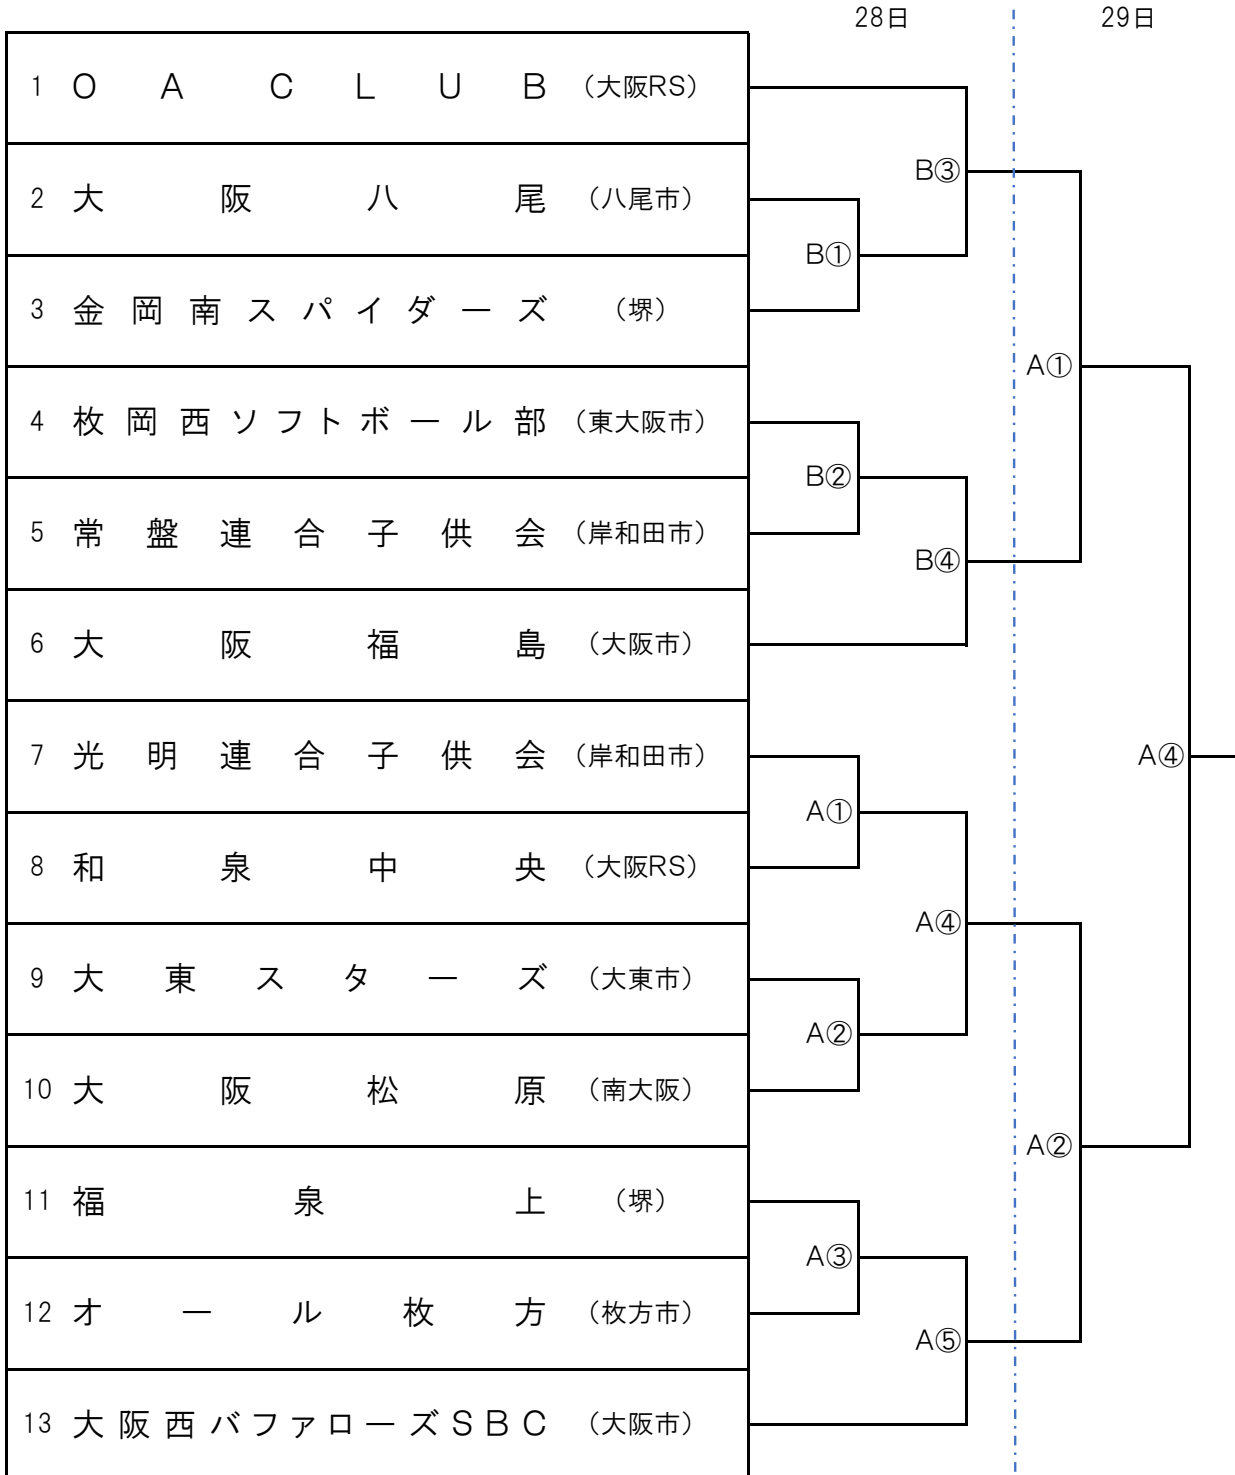 28日 29日
1 OA CLUB (大阪RS)
B③
2 大阪八尾 (八尾市)
B①
3 金岡南スパイダーズ (堺)
A①
4 枚岡西ソフトボール部 (東大阪市)
B②
5 常盤連合子供会 (岸和田市)
B④
6 大阪福島 (大阪市)
7 光明連合子供会 (岸和田市)
A④
A①
8 和泉中央 (大阪RS)
A④
9 大東スターズ (大東市)
A②
10 大阪松原 (南大阪)
A②
11 福泉上 (堺)
A③
12 オール枚方 (枚方市)
A⑤
13 大阪西バファローズSBC (大阪市)